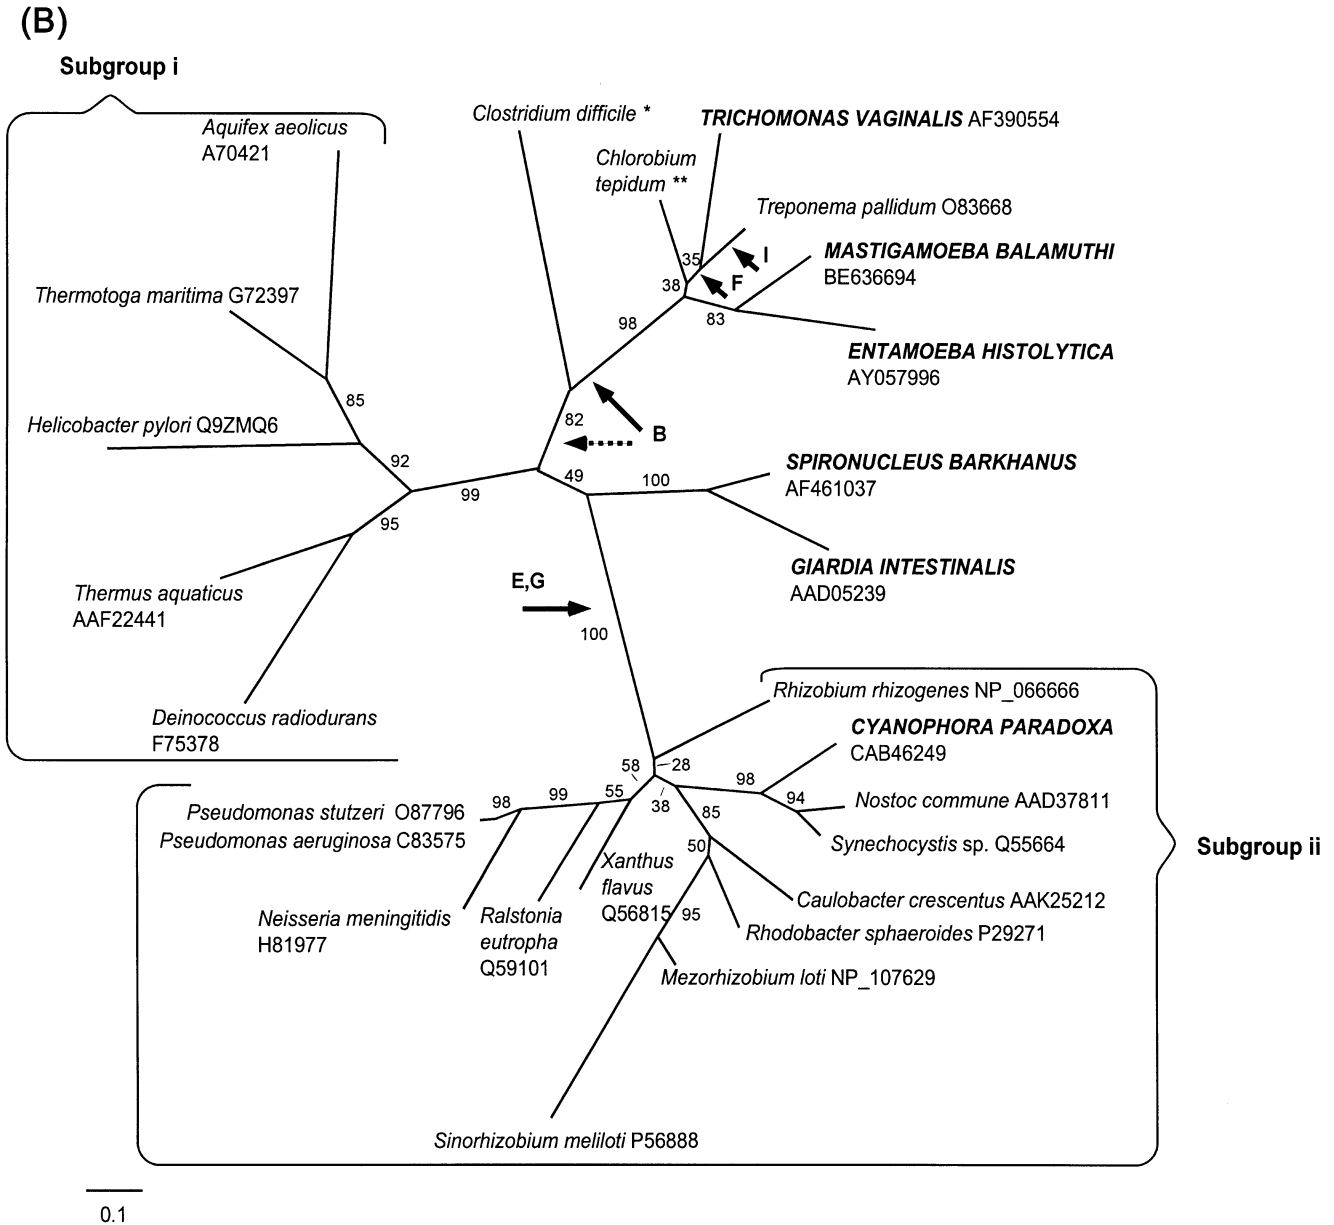 (B)
Subgroup i
Aquifex aeolicus
A70421
Clostridium difficile *
TRICHOMONAS VAGINALIS AF390554
Chlorobium
tepidum **
Treponema pallidum O83668
35
I
MASTIGAMOEBA BALAMUTHI
BE636694
38
F
Thermotoga maritima G72397
98
83
ENTAMOEBA HISTOLYTICA
AY057996
85
82
B
Helicobacter pylori Q9ZMQ6
92
99
49
100
SPIRONUCLEUS BARKHANUS
AF461037
95
GIARDIA INTESTINALIS
AAD05239
E,G
100
Thermus aquaticus
AAF22441
Deinococcus radiodurans
F75378
Rhizobium rhizogenes NP_066666
CYANOPHORA PARADOXA
CAB46249
58
28
98
94
Nostoc commune AAD37811
Synechocystis sp. Q55664
38
85
55
99
98
Pseudomonas stutzeri O87796
Pseudomonas aeruginosa C83575
Subgroup ii
50
Xanthus
flavus
Q56815
95
Caulobacter crescentus AAK25212
Rhodobacter sphaeroides P29271
Mezorhizobium loti NP_107629
Neisseria meningitidis
H81977
Ralstonia
eutropha
Q59101
Sinorhizobium meliloti P56888
0.1